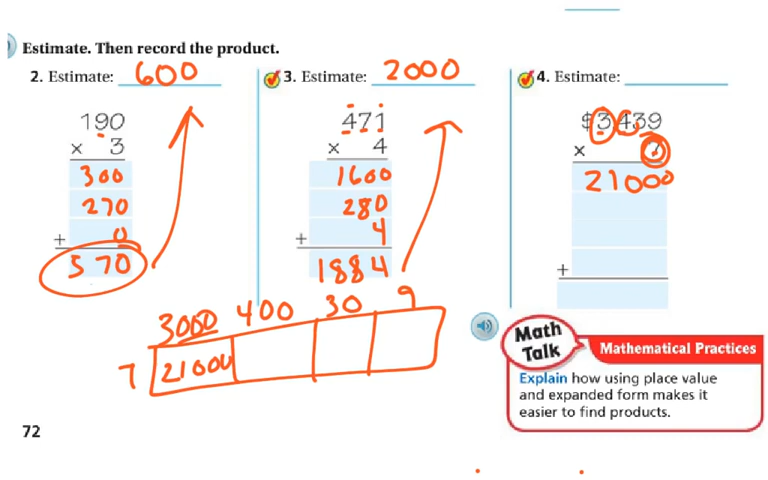 Estimate. Then record the product.
2. Estimate: 600
190
x 3
300
270
+ 0
570
3. Estimate: 2000
471
x 4
1600
280
+ 4
1884
4. Estimate:
$3,439
x 7
21000
+
3000 400 30 9
7 21000
Math Talk
Mathematical Practices
Explain how using place value
and expanded form makes it
easier to find products.
72